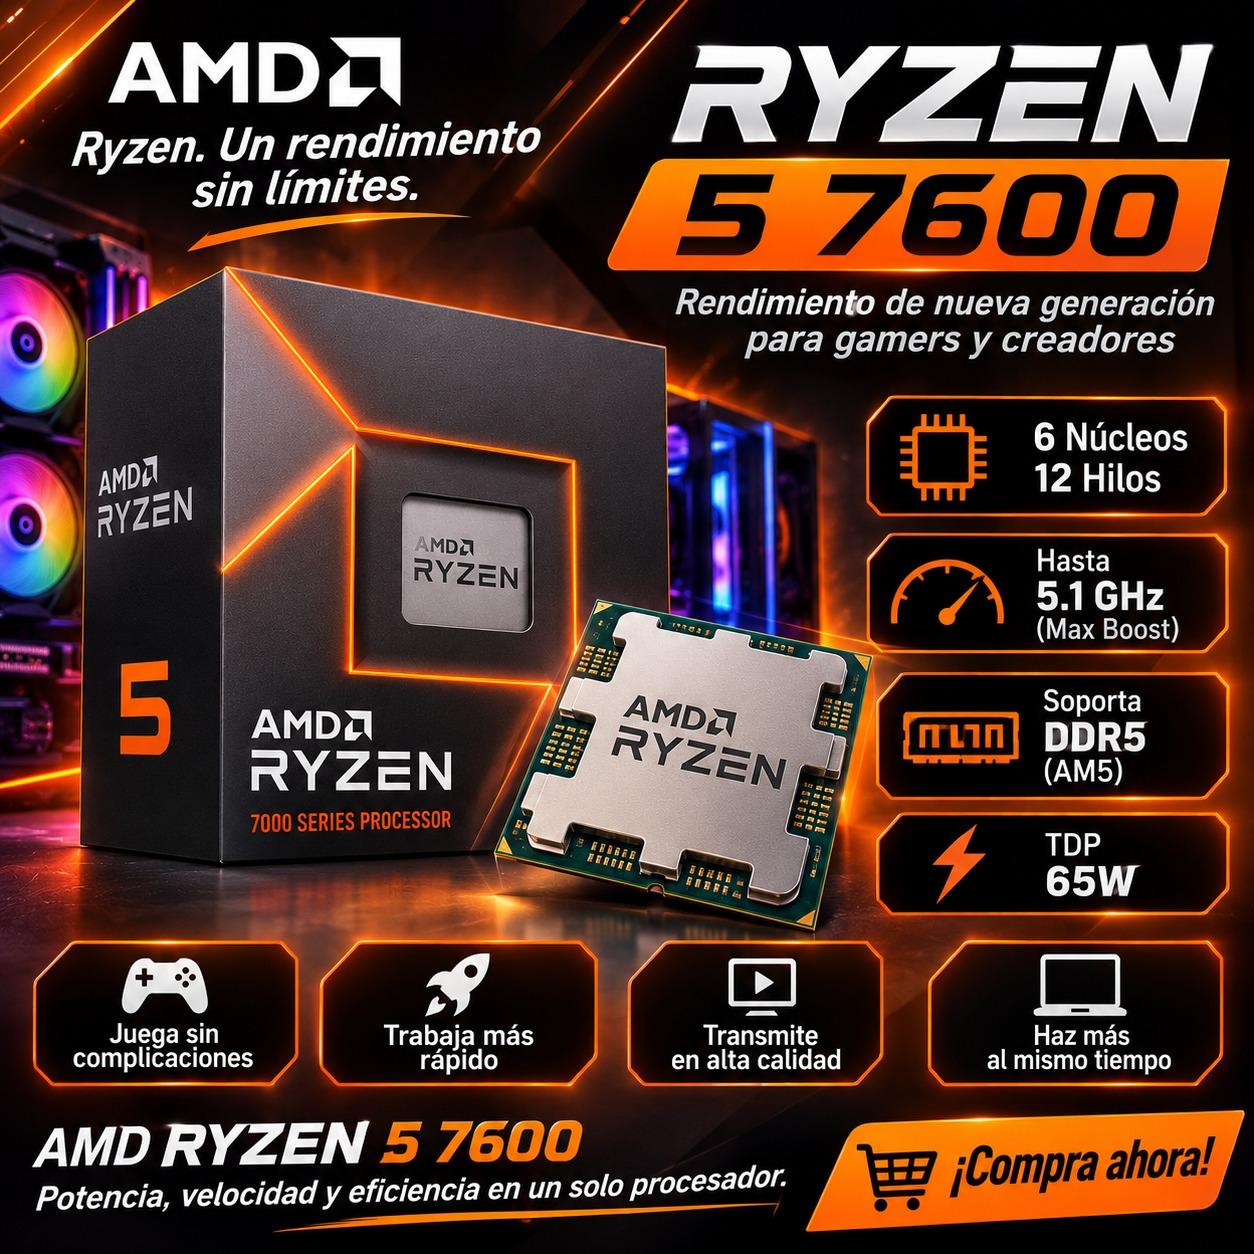 AMD
Ryzen. Un rendimiento
sin límites.
RYZEN
5 7600
Rendimiento de nueva generación
para gamers y creadores
AMD
RYZEN
5
AMD
RYZEN
AMD
RYZEN
7000 SERIES PROCESSOR
AMD
RYZEN
6 Núcleos
12 Hilos
Hasta
5.1 GHz
(Max Boost)
Soporta
DDR5
(AM5)
TDP
65W
Juega sin
complicaciones
Trabaja más
rápido
Transmite
en alta calidad
Haz más
al mismo tiempo
AMD RYZEN 5 7600
Potencia, velocidad y eficiencia en un solo procesador.
¡Compra ahora!